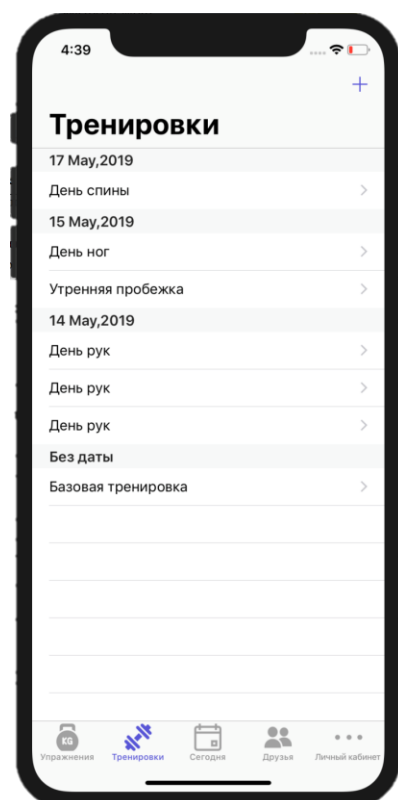 4:39
Тренировки
17 May,2019
День спины
15 May,2019
День ног
Утренняя пробежка
14 May,2019
День рук
День рук
День рук
Без даты
Базовая тренировка
KG
Упражнения Тренировки Сегодня Друзья Личный кабинет